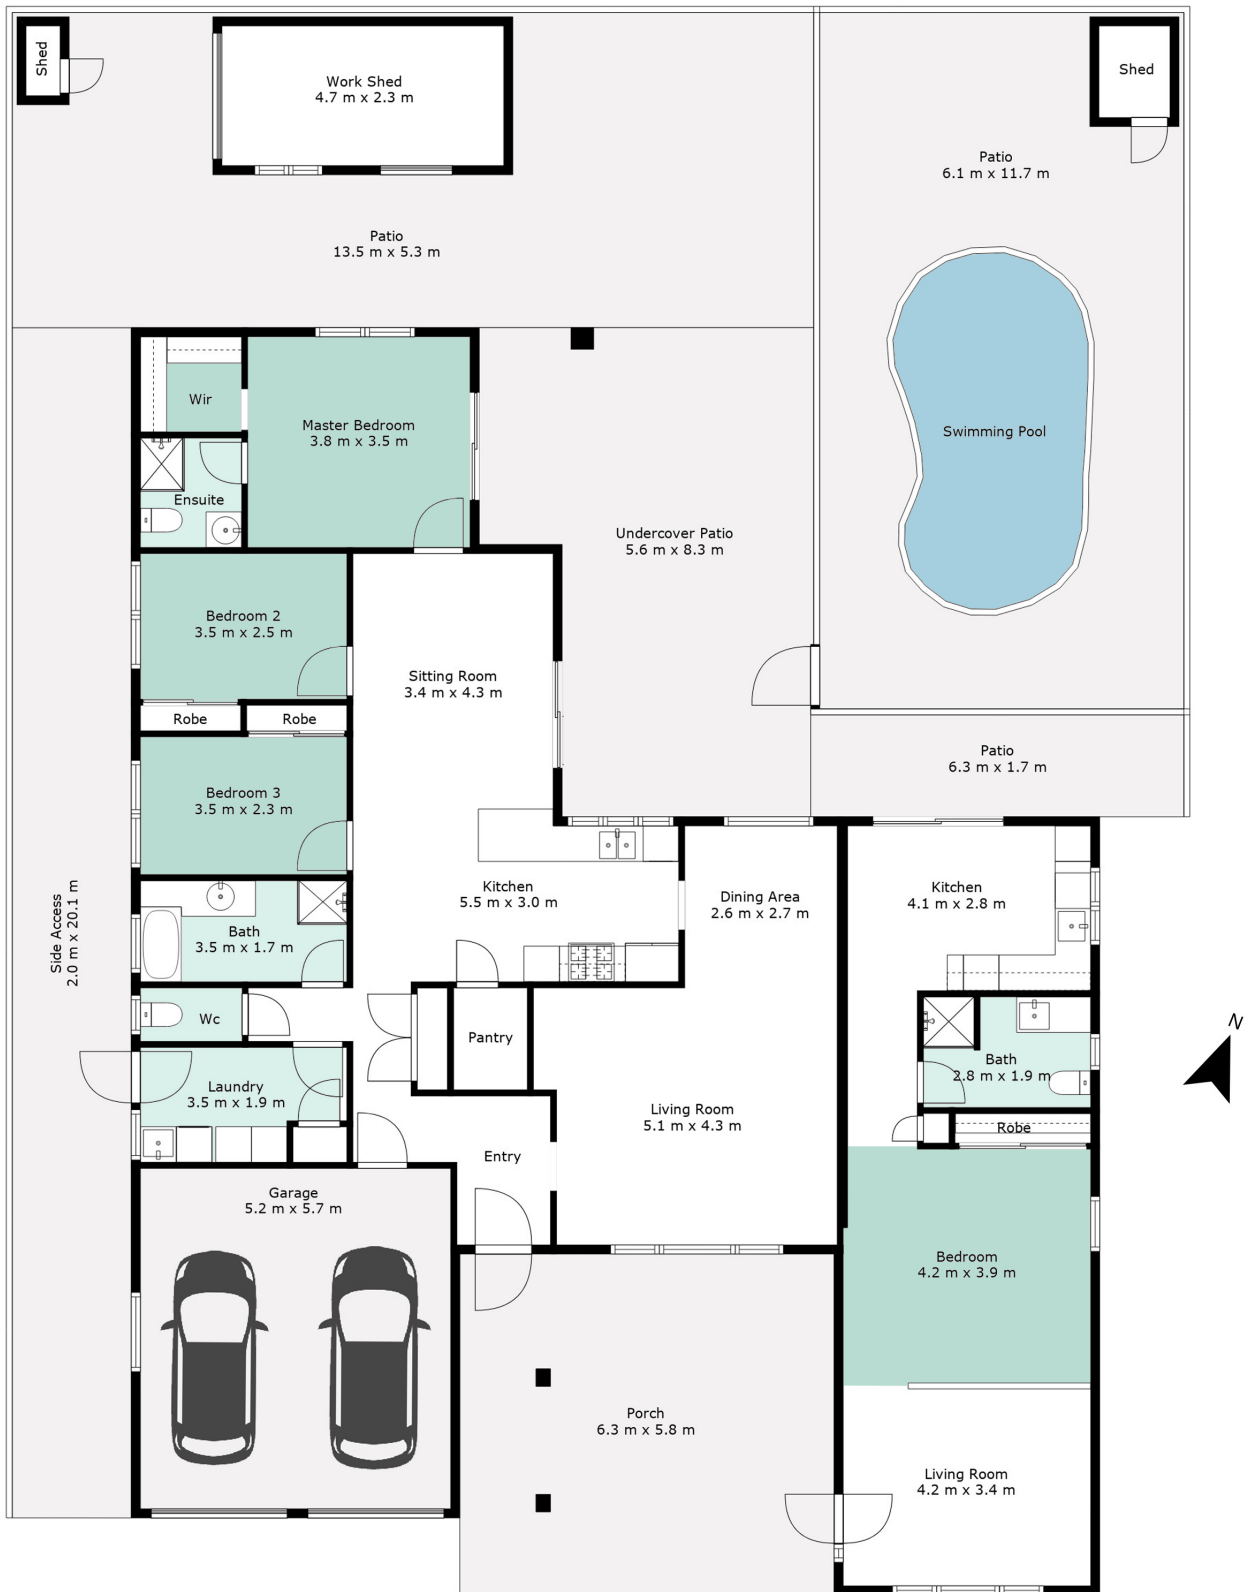 Shed
Work Shed
4.7 m x 2.3 m
Shed
Patio
6.1 m x 11.7 m
Patio
13.5 m x 5.3 m
Wir
Master Bedroom
3.8 m x 3.5 m
Swimming Pool
Ensuite
Undercover Patio
5.6 m x 8.3 m
Bedroom 2
3.5 m x 2.5 m
Sitting Room
3.4 m x 4.3 m
Robe
Robe
Patio
6.3 m x 1.7 m
Bedroom 3
3.5 m x 2.3 m
Kitchen
5.5 m x 3.0 m
Dining Area
2.6 m x 2.7 m
Kitchen
4.1 m x 2.8 m
Side Access
2.0 m x 20.1 m
Bath
3.5 m x 1.7 m
Wc
Pantry
N
Bath
2.8 m x 1.9 m
Laundry
3.5 m x 1.9 m
Living Room
5.1 m x 4.3 m
Robe
Entry
Garage
5.2 m x 5.7 m
Bedroom
4.2 m x 3.9 m
Porch
6.3 m x 5.8 m
Living Room
4.2 m x 3.4 m